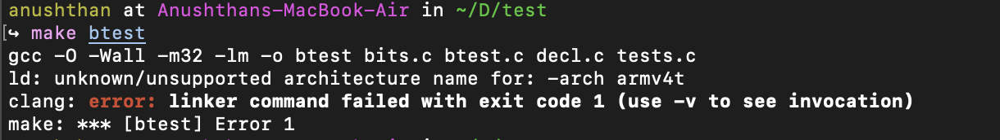 anushthan at Anushthans-MacBook-Air in ~/D/test
↪ make btest
gcc -O -Wall -m32 -lm -o btest bits.c btest.c decl.c tests.c
ld: unknown/unsupported architecture name for: -arch armv4t
clang: error: linker command failed with exit code 1 (use -v to see invocation)
make: *** [btest] Error 1